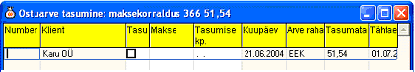 Ostuarve tasumine: maksekorraldus 366 51,54
Number Klient Tasu Makse Tasumise kp. Kuupäev Arve raha Tasumata Tähtae
Karu OÜ . . 21.06.2004 EEK 51,54 01.07.2